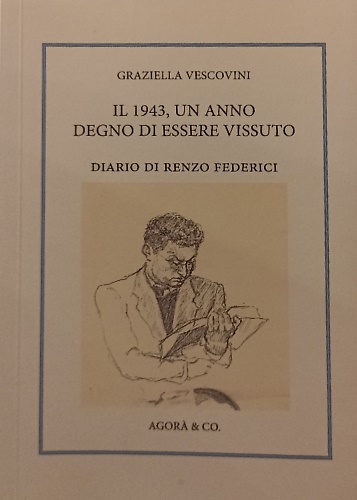 GRAZIELLA VESCOVINI
IL 1943, UN ANNO
DEGNO DI ESSERE VISSUTO
DIARIO DI RENZO FEDERICI
AGORÀ & CO.